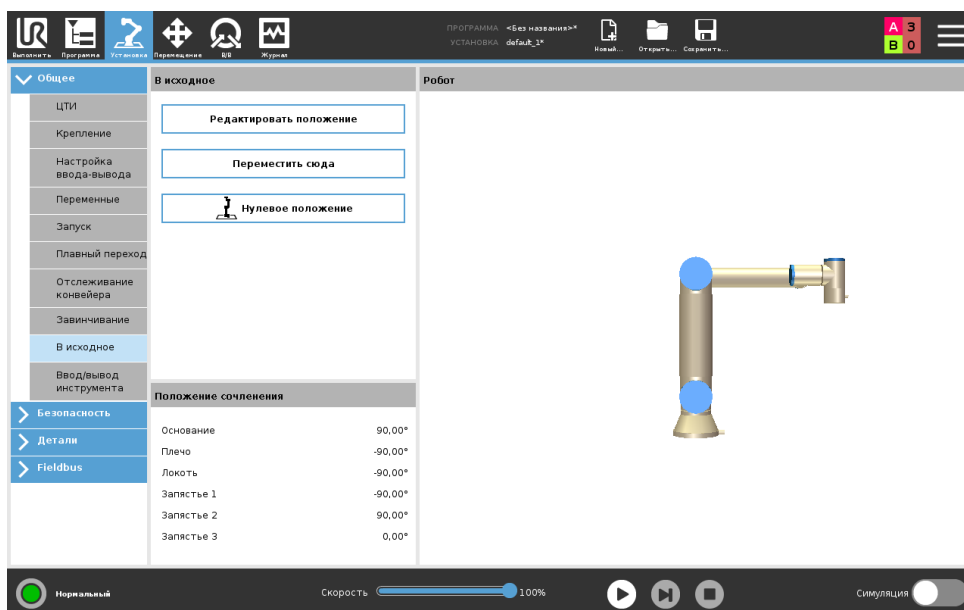 ПРОГРАММА <Без названия>*
УСТАНОВКА default_1*
Выполнить Программа Установка Перемещение В/В Журнал
Новый... Открыть... Сохранить...
A 3
B 0
Общее
ЦТИ
Крепление
Настройка
ввода-вывода
Переменные
Запуск
Плавный переход
Отслеживание
конвейера
Завинчивание
В исходное
Ввод/вывод
инструмента
Безопасность
Детали
Fieldbus
В исходное
Редактировать положение
Переместить сюда
Нулевое положение
Положение сочленения
Основание 90,00°
Плечо -90,00°
Локоть -90,00°
Запястье 1 -90,00°
Запястье 2 90,00°
Запястье 3 0,00°
Робот
Нормальный
Скорость 100%
Симуляция